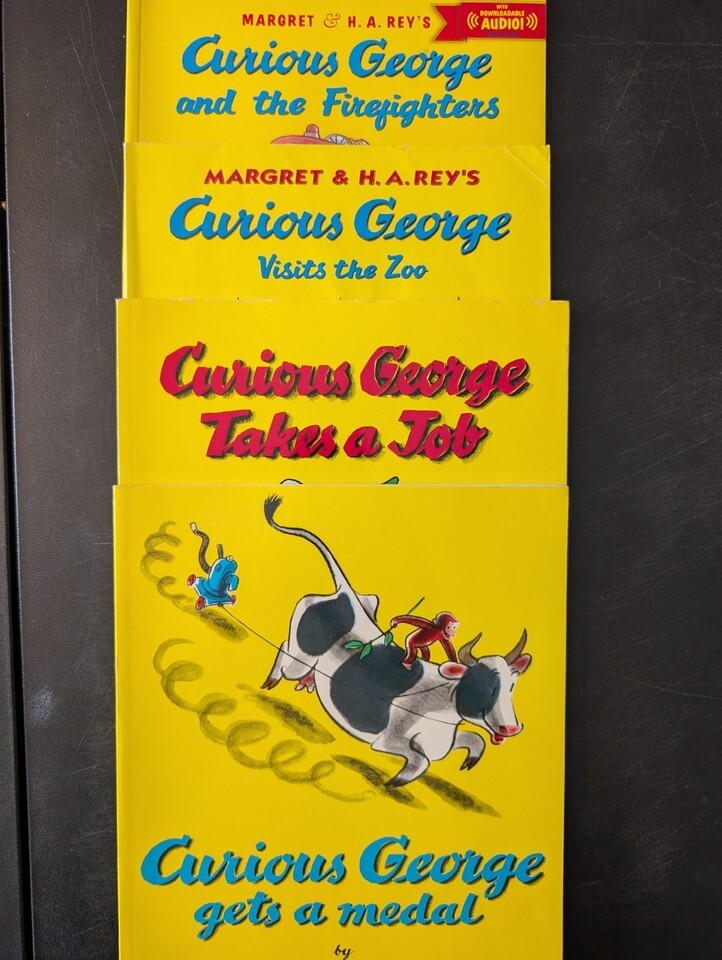 MARGRET & H. A. REY'S
WITH
DOWNLOADABLE
AUDIO!
Curious George
and the Firefighters
MARGRET & H. A. REY'S
Curious George
Visits the Zoo
Curious George
Takes a Job
Curious George
gets a medal
by